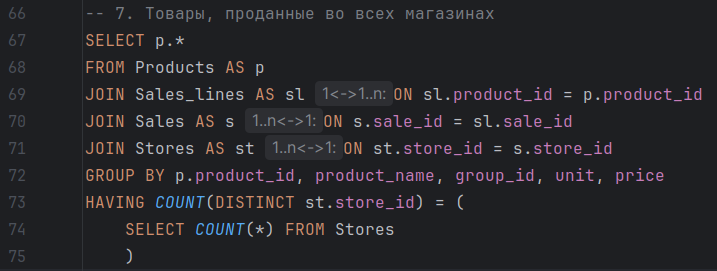 66 -- 7. Товары, проданные во всех магазинах
67 SELECT p.*
68 FROM Products AS p
69 JOIN Sales_lines AS sl 1<->1..n: ON sl.product_id = p.product_id
70 JOIN Sales AS s 1..n<->1: ON s.sale_id = sl.sale_id
71 JOIN Stores AS st 1..n<->1: ON st.store_id = s.store_id
72 GROUP BY p.product_id, product_name, group_id, unit, price
73 HAVING COUNT(DISTINCT st.store_id) = (
74     SELECT COUNT(*) FROM Stores
75     )